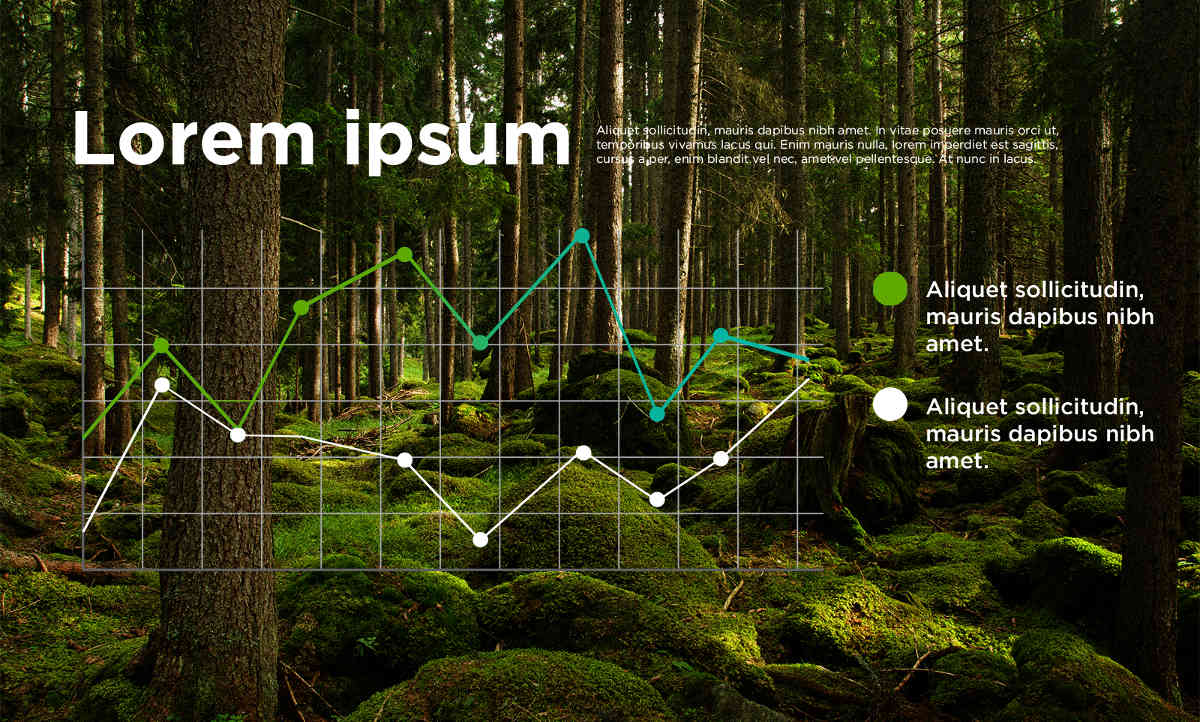 Lorem ipsum
Aliquet sollicitudin, mauris dapibus nibh amet. In vitae posuere mauris orci ut,
temporibus vivamus lacus qui. Enim mauris nulla, lorem imperdiet est sagittis,
cursus a per, enim blandit vel nec, amet vel pellentesque. At nunc in lacus.
Aliquet sollicitudin,
mauris dapibus nibh
amet.
Aliquet sollicitudin,
mauris dapibus nibh
amet.